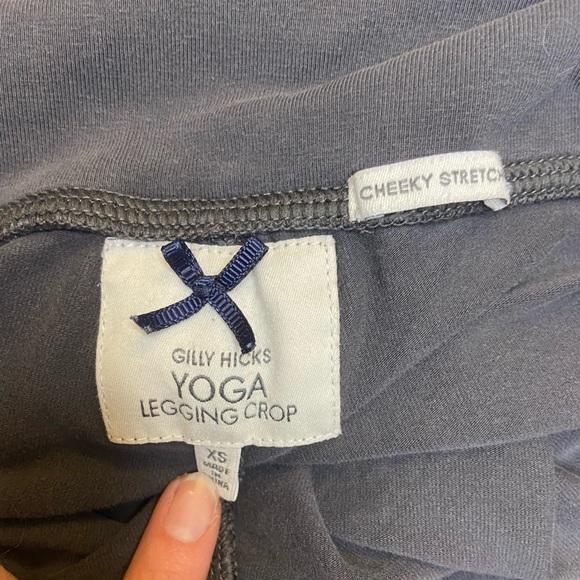 CHEEKY STRETCH
GILLY HICKS
YOGA
LEGGING CROP
XS
MADE
IN
CHINA